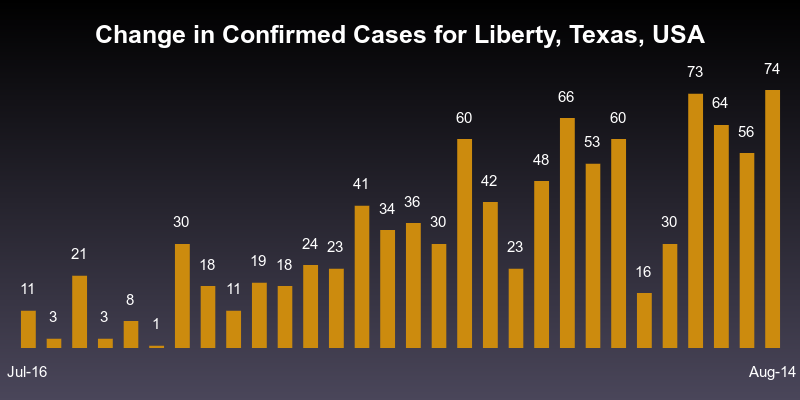 Change in Confirmed Cases for Liberty, Texas, USA
11 3 21 3 8 1 30 18 11 19 18 24 23 41 34 36 30 60 42 23 48 66 53 60 16 30 73 64 56 74
Jul-16 Aug-14